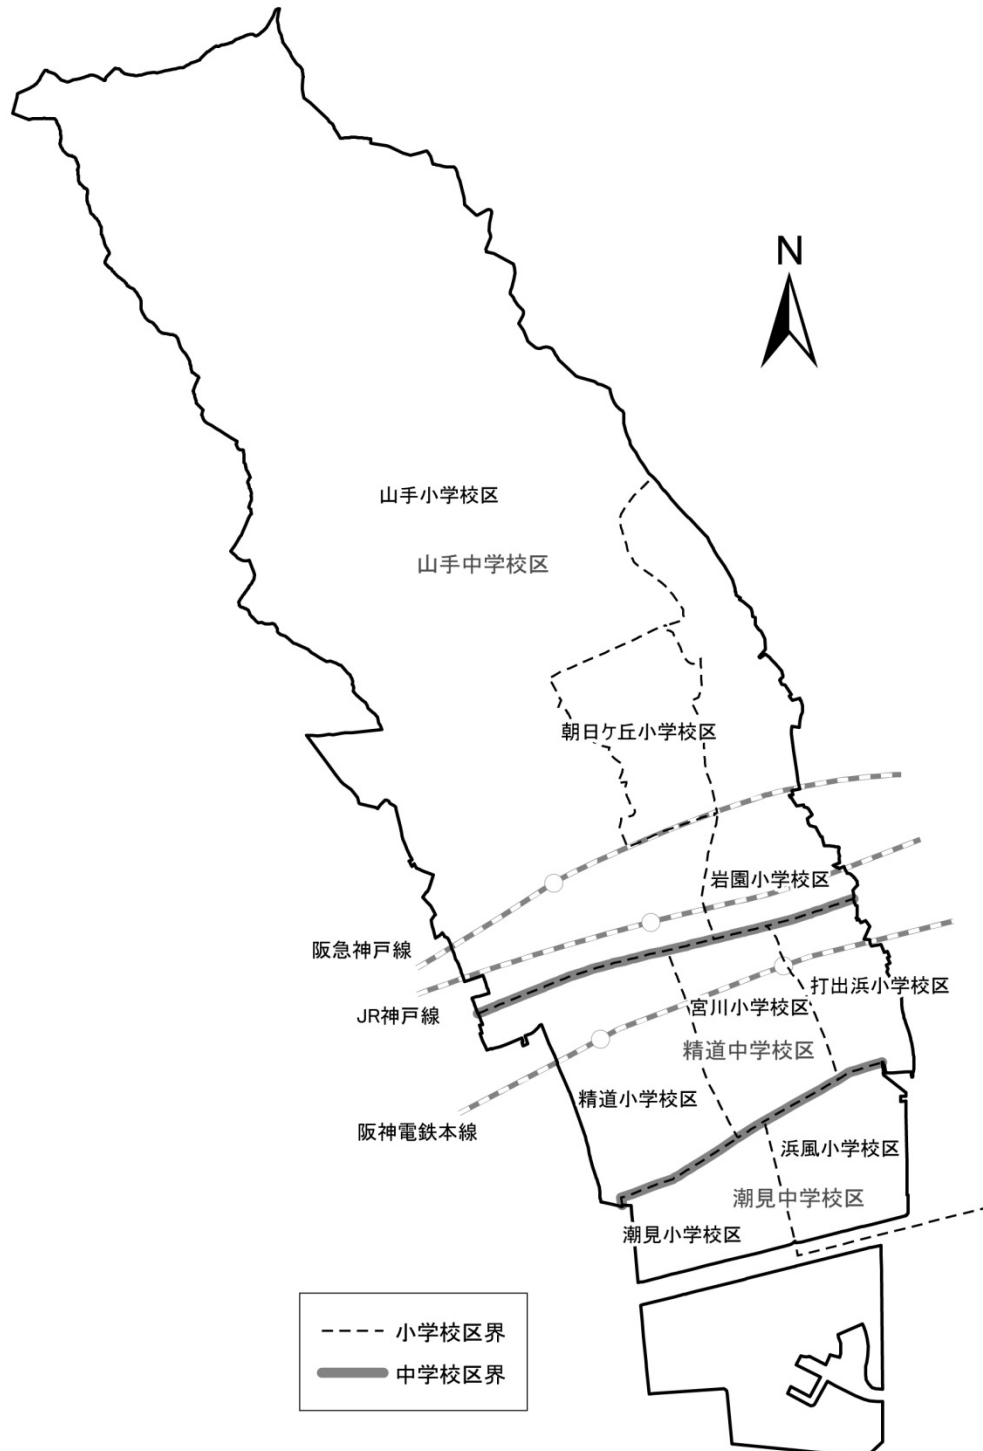 N
山手小学校区
山手中学校区
朝日ケ丘小学校区
岩園小学校区
阪急神戸線
打出浜小学校区
宮川小学校区
JR神戸線
精道中学校区
精道小学校区
阪神電鉄本線
浜風小学校区
潮見中学校区
潮見小学校区
小学校区界
中学校区界